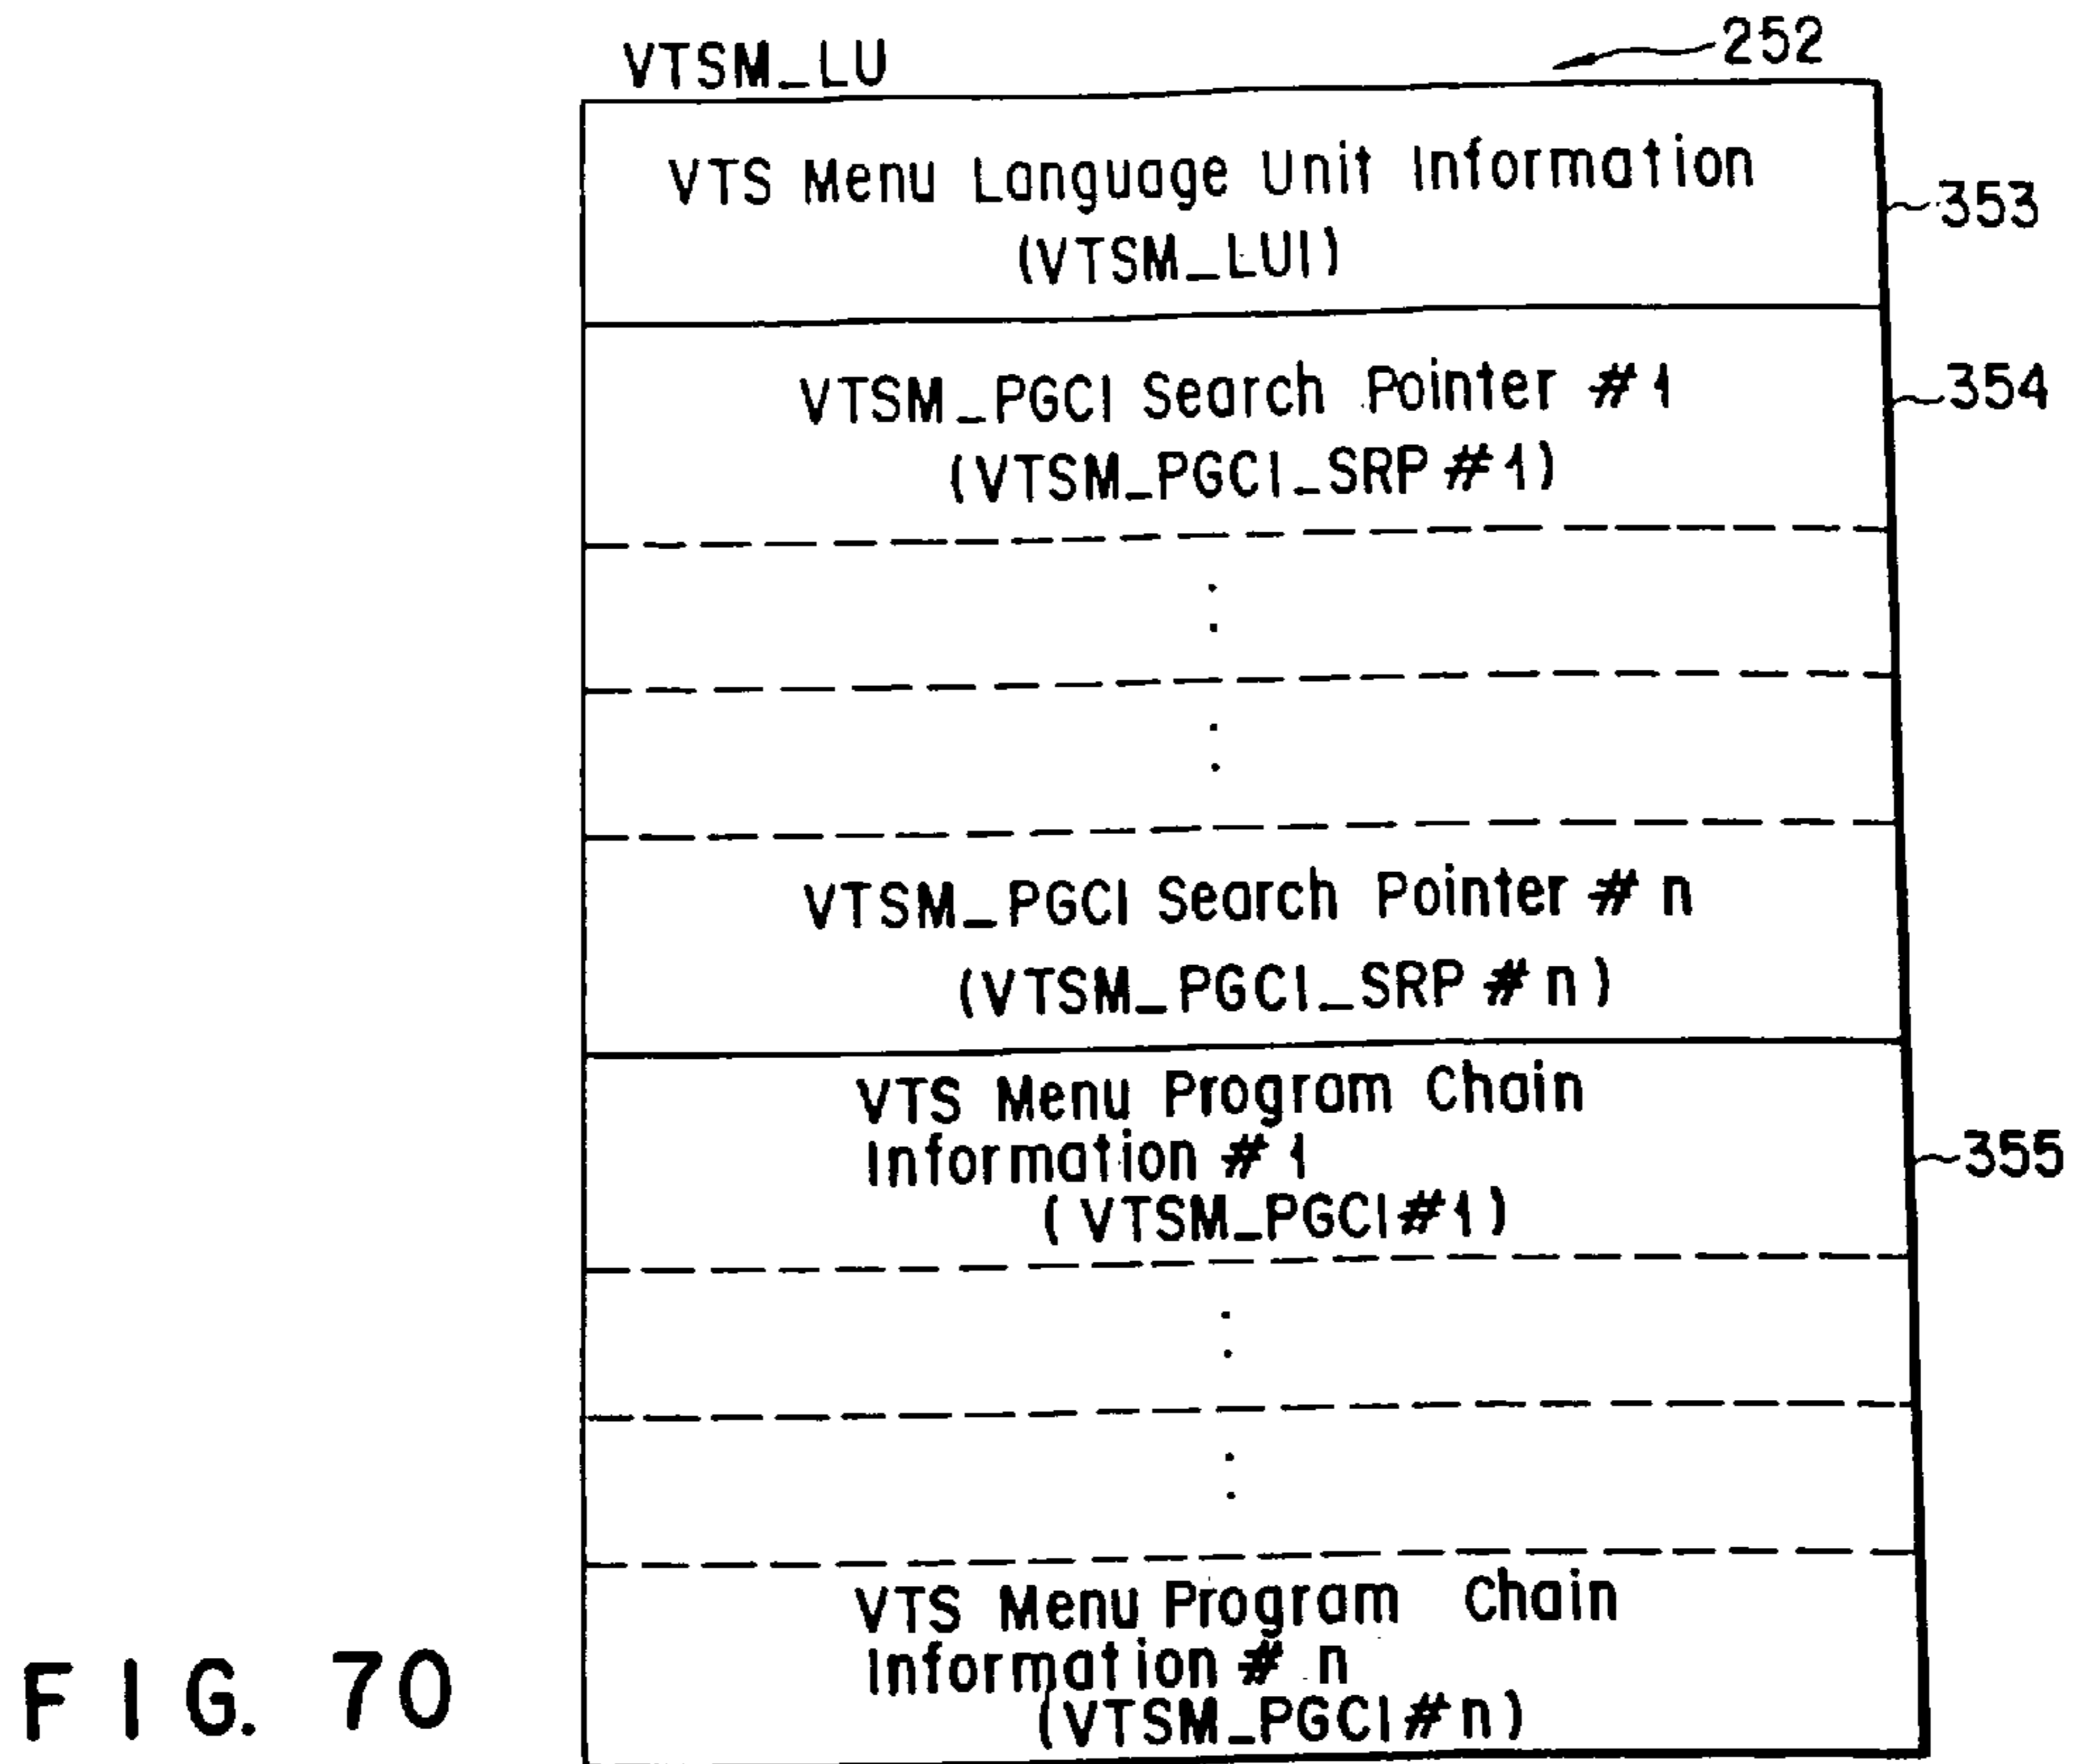 VTSM_LU
252
VTS Menu Language Unit Information
(VTSM_LUI)
353
VTSM_PGCI Search Pointer #1
(VTSM_PGCI_SRP #1)
354
VTSM_PGCI Search Pointer # n
(VTSM_PGCI_SRP # n)
VTS Menu Program Chain
Information # 1
(VTSM_PGCI#1)
355
VTS Menu Program Chain
Information # n
(VTSM_PGCI#n)
FIG. 70